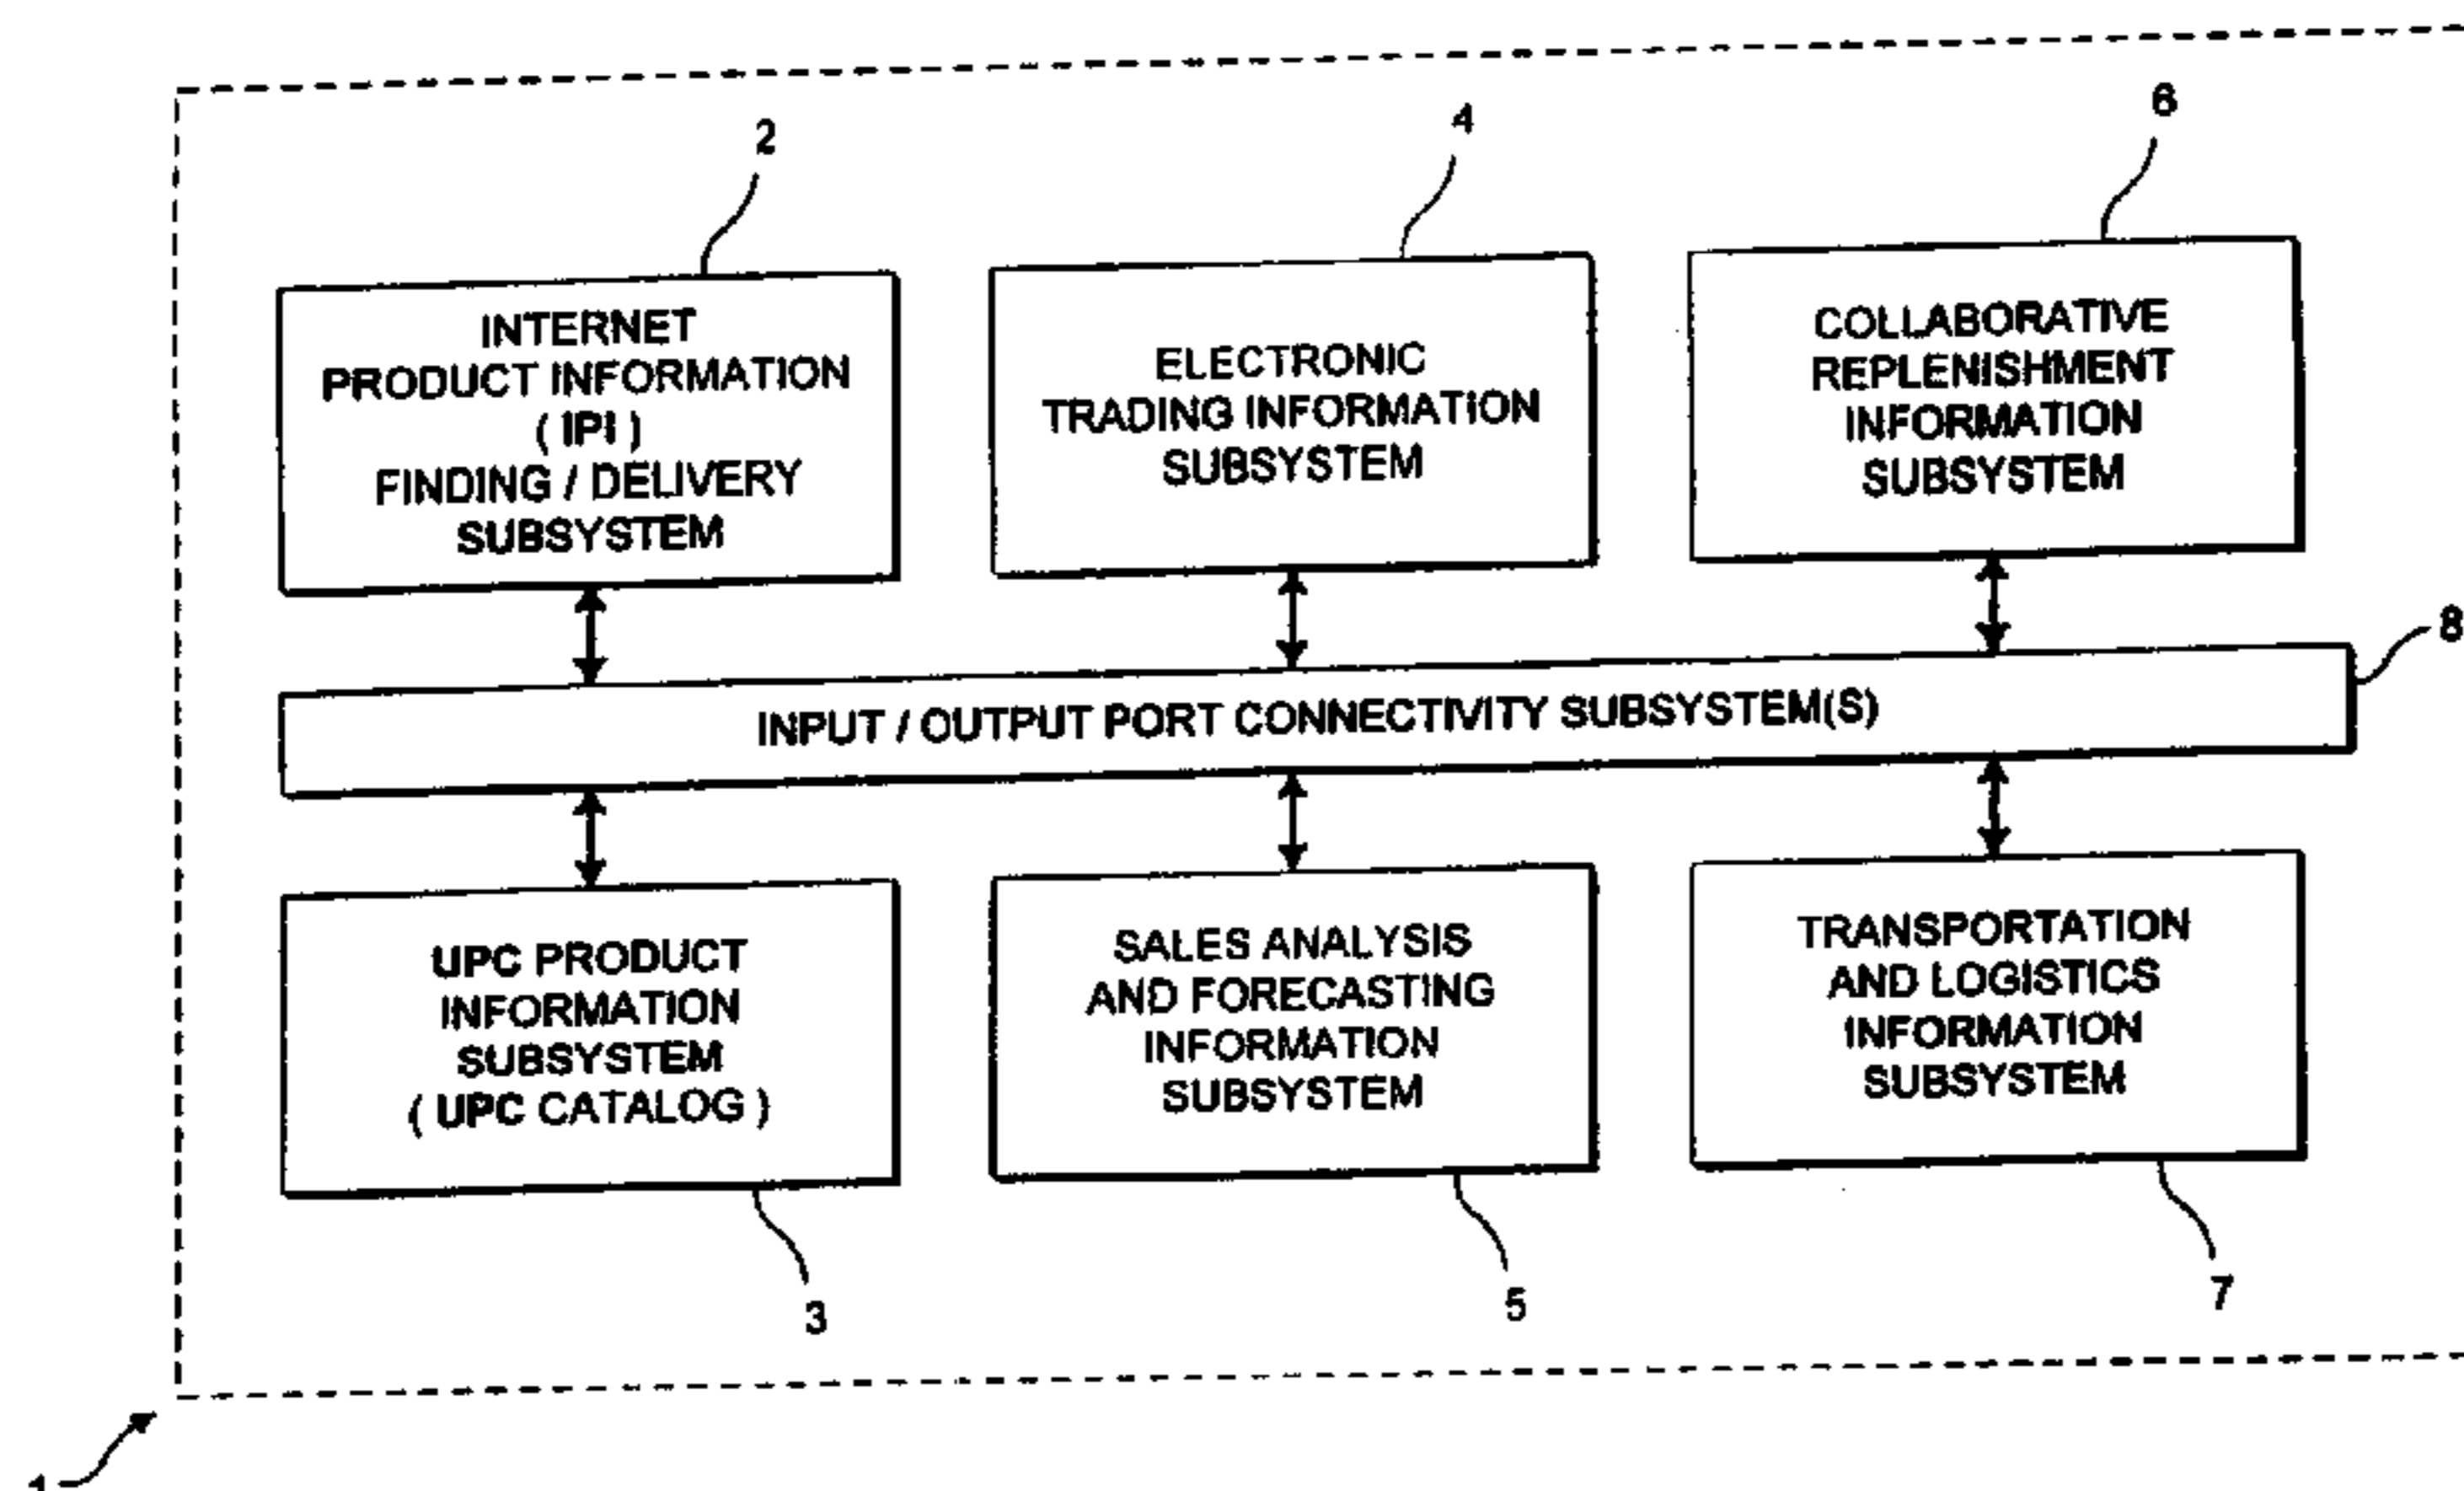 2
4
6
INTERNET
PRODUCT INFORMATION
( IPI )
FINDING / DELIVERY
SUBSYSTEM
ELECTRONIC
TRADING INFORMATION
SUBSYSTEM
COLLABORATIVE
REPLENISHMENT
INFORMATION
SUBSYSTEM
8
INPUT / OUTPUT PORT CONNECTIVITY SUBSYSTEM(S)
UPC PRODUCT
INFORMATION
SUBSYSTEM
( UPC CATALOG )
SALES ANALYSIS
AND FORECASTING
INFORMATION
SUBSYSTEM
TRANSPORTATION
AND LOGISTICS
INFORMATION
SUBSYSTEM
3
5
7
1